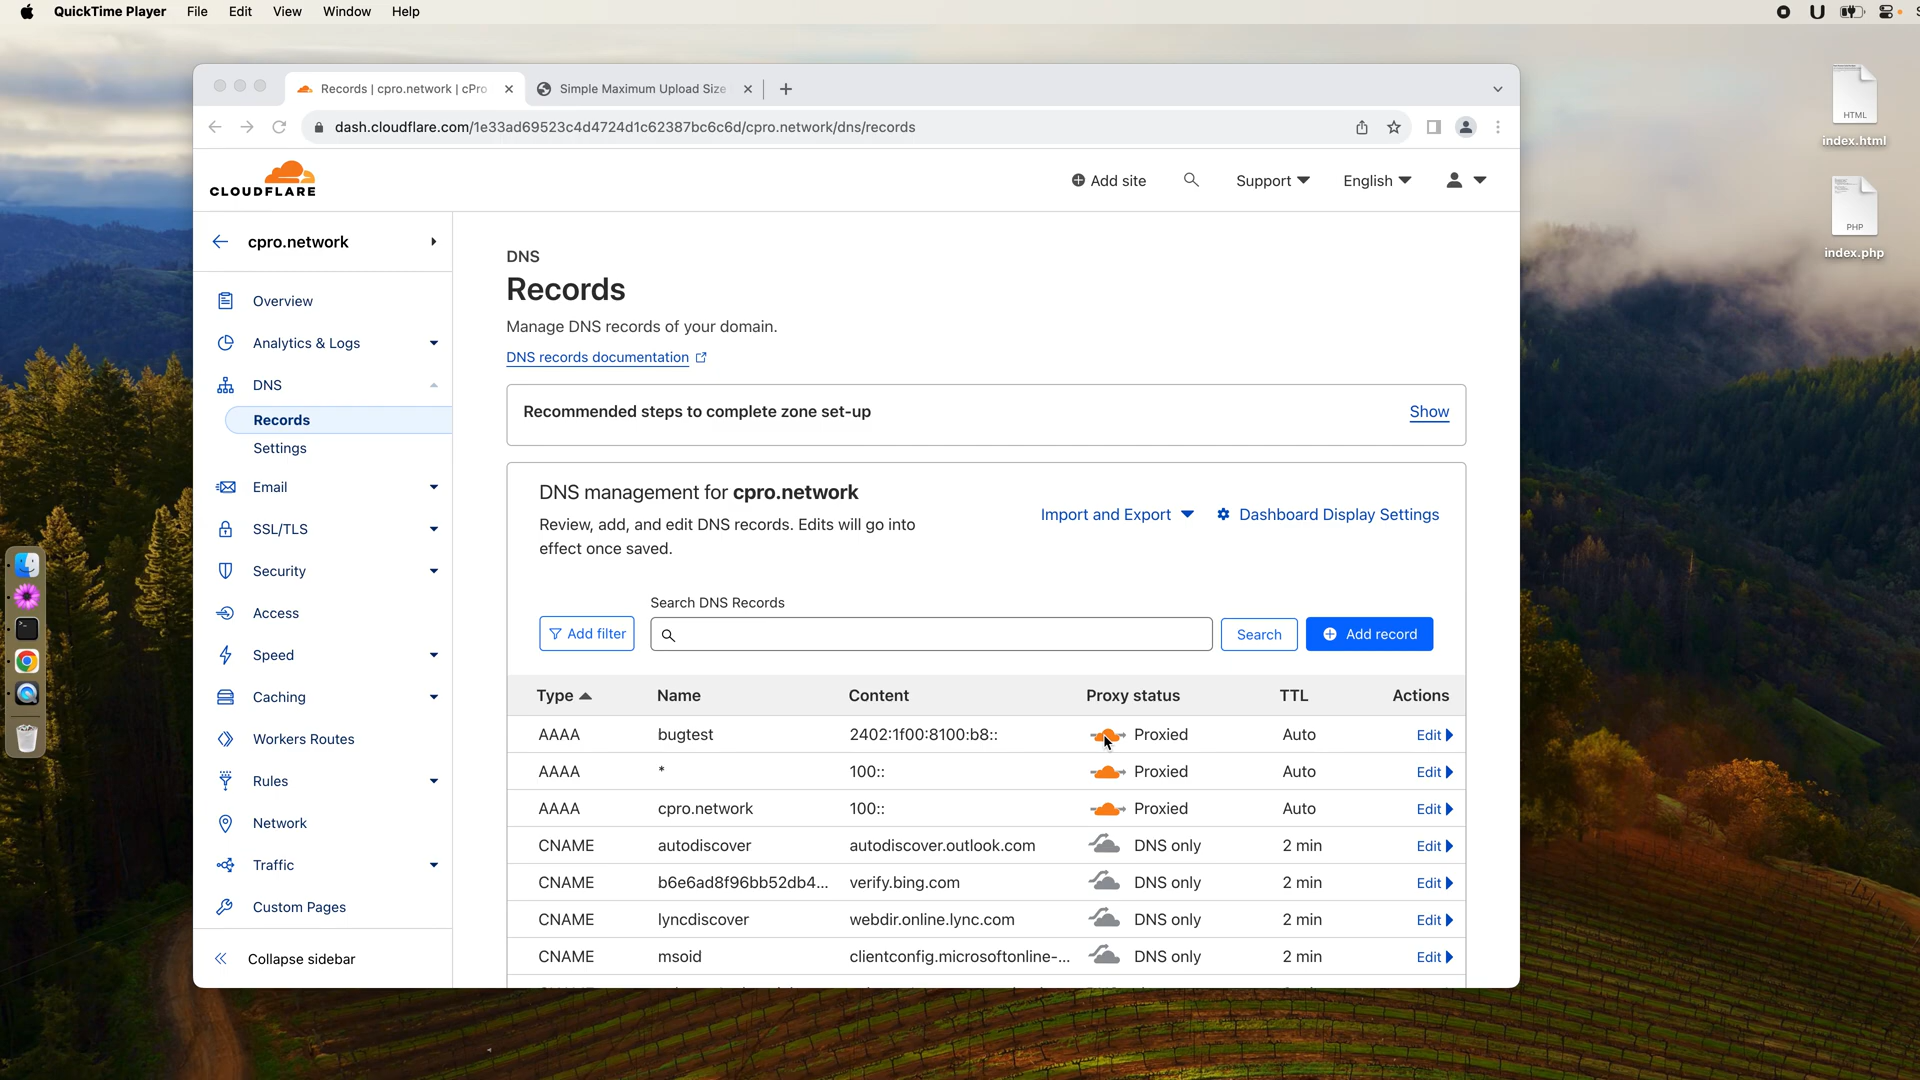 QuickTime Player File Edit View Window Help
Records | cpro.network | cPro
Simple Maximum Upload Size
dash.cloudflare.com/1e33ad69523c4d4724d1c62387bc6c6d/cpro.network/dns/records
HTML
index.html
PHP
index.php
CLOUDFLARE
Add site
Support
English
cpro.network
Overview
Analytics & Logs
DNS
Records
Settings
Email
SSL/TLS
Security
Access
Speed
Caching
Workers Routes
Rules
Network
Traffic
Custom Pages
Collapse sidebar
DNS
Records
Manage DNS records of your domain.
DNS records documentation
Recommended steps to complete zone set-up Show
DNS management for cpro.network
Review, add, and edit DNS records. Edits will go into
effect once saved.
Import and Export Dashboard Display Settings
Search DNS Records
Add filter Search Add record
Type Name Content Proxy status TTL Actions
AAAA bugtest 2402:1f00:8100:b8:: Proxied Auto Edit
AAAA * 100:: Proxied Auto Edit
AAAA cpro.network 100:: Proxied Auto Edit
CNAME autodiscover autodiscover.outlook.com DNS only 2 min Edit
CNAME b6e6ad8f96bb52db4... verify.bing.com DNS only 2 min Edit
CNAME lyncdiscover webdir.online.lync.com DNS only 2 min Edit
CNAME msoid clientconfig.microsoftonline-... DNS only 2 min Edit